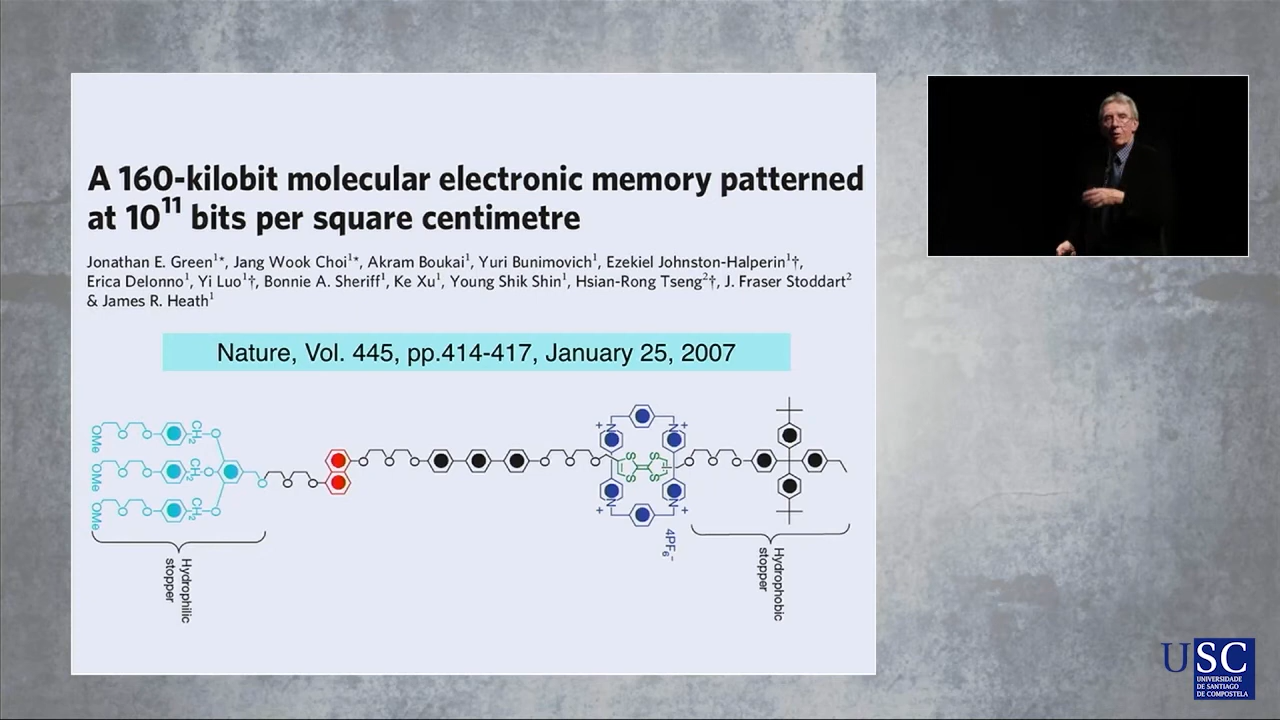 A 160-kilobit molecular electronic memory patterned
at 10¹¹ bits per square centimetre
Jonathan E. Green¹*, Jang Wook Choi¹*, Akram Boukai¹, Yuri Bunimovich¹, Ezekiel Johnston-Halperin¹†,
Erica DeIonno¹, Yi Luo¹†, Bonnie A. Sheriff¹, Ke Xu¹, Young Shik Shin¹, Hsian-Rong Tseng²†, J. Fraser Stoddart²
& James R. Heath¹
Nature, Vol. 445, pp.414-417, January 25, 2007
OMe
OMe
OMe
O
O
O
CH₂
O
O
O
O
CH₂
O
O
O
O
CH₂
O
O
O
O
O
O
O
O
O
O
O
O
N
+
N
+
N
+
N
+
S
S
S
S
O
O
O
4PF₆⁻
Hydrophilic
stopper
Hydrophobic
stopper
USC
UNIVERSIDADE
DE SANTIAGO
DE COMPOSTELA